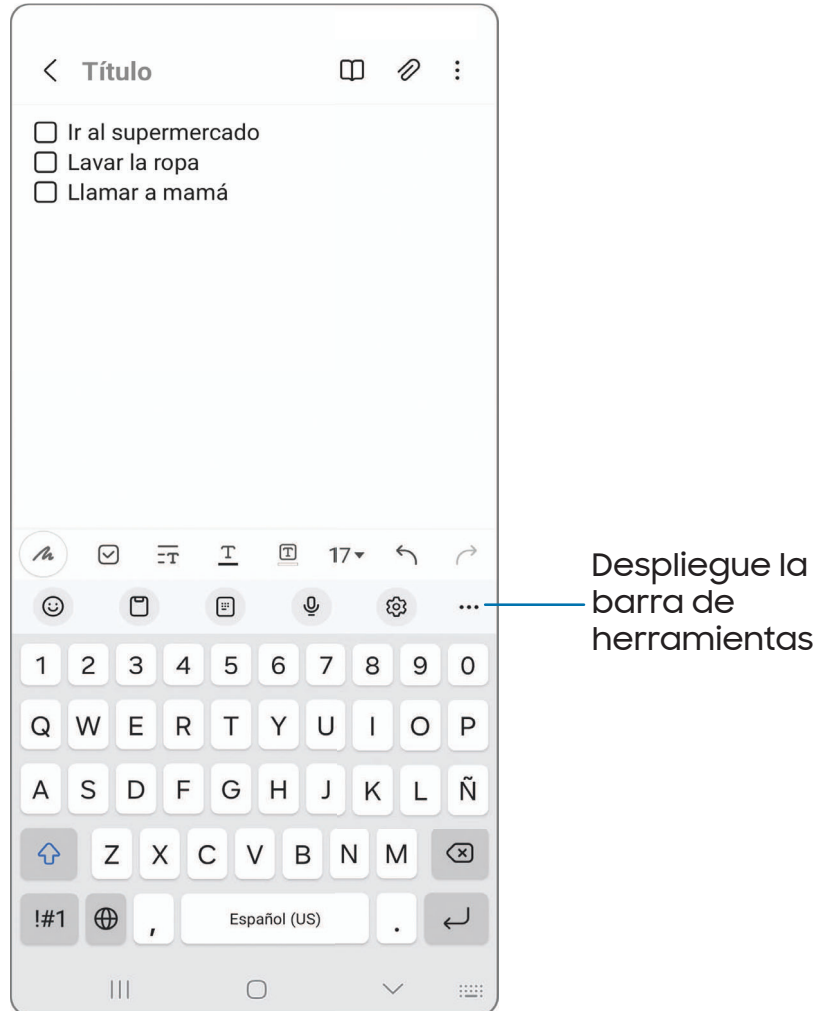 Título
Ir al supermercado
Lavar la ropa
Llamar a mamá
T T T 17
Despliegue la
barra de
herramientas
1 2 3 4 5 6 7 8 9 0
Q W E R T Y U I O P
A S D F G H J K L Ñ
Z X C V B N M
!#1 , Español (US) .